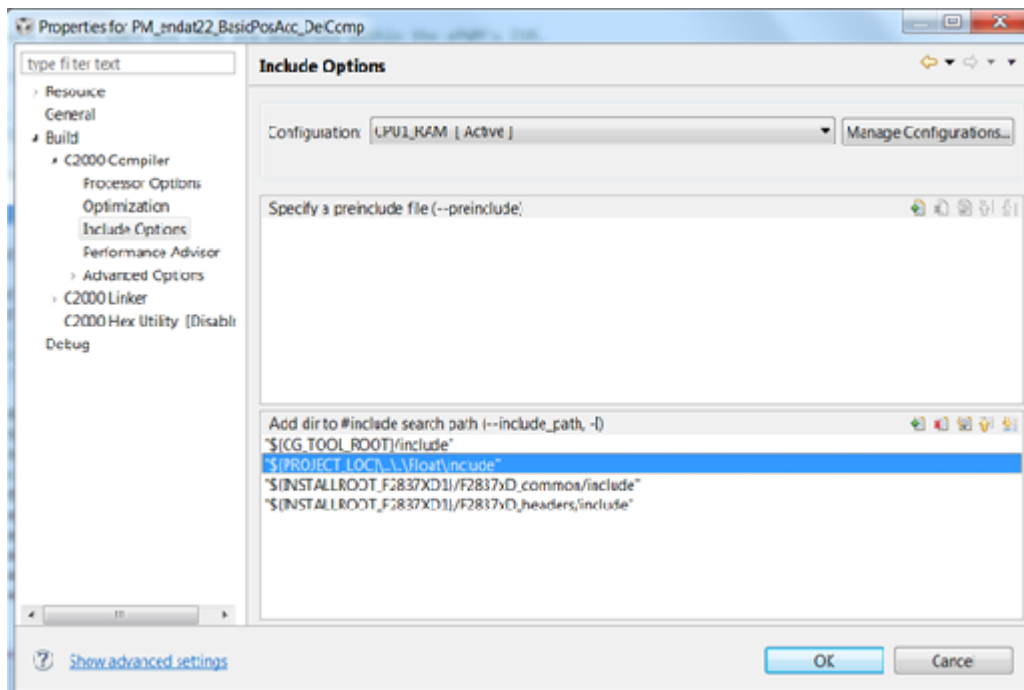 Properties for PM_endat22_BasicPosAcc_DelComp
type filter text
Include Options
Resource
General
Build
C2000 Compiler
Processor Options
Optimization
Include Options
Performance Advisor
Advanced Options
C2000 Linker
C2000 Hex Utility [Disabl
Debug
Configuration: CPU1_RAM [ Active ]
Manage Configurations...
Specify a preinclude file (--preinclude)
Add dir to #include search path (--include_path, -I)
"${CG_TOOL_ROOT}/include"
"${PROJECT_LOC}\..\..\Float\include"
"${INSTALLROOT_F2837XD1}/F2837xD_common/include"
"${INSTALLROOT_F2837XD1}/F2837xD_headers/include"
Show advanced settings
OK
Cancel